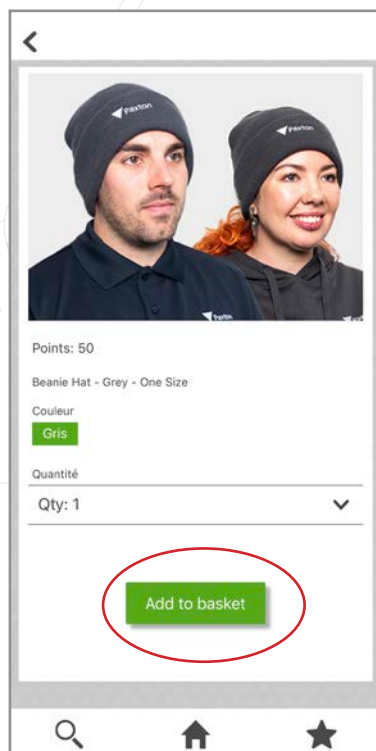 Paxton
Paxton
Paxton
Points: 50
Beanie Hat - Grey - One Size
Couleur
Gris
Quantité
Qty: 1
Add to basket